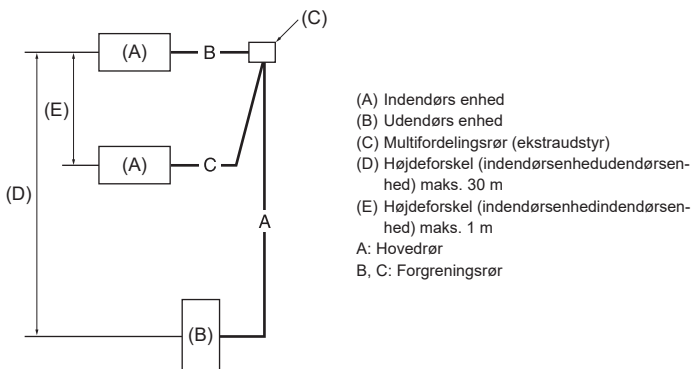 (C)
(A)
B
(E)
(A)
C
(D)
A
(B)
(A) Indendørs enhed
(B) Udendørs enhed
(C) Multifordelingsrør (ekstraudstyr)
(D) Højdeforskel (indendørsenhedudendørsen-
hed) maks. 30 m
(E) Højdeforskel (indendørsenhedindendørsen-
hed) maks. 1 m
A: Hovedrør
B, C: Forgreningsrør